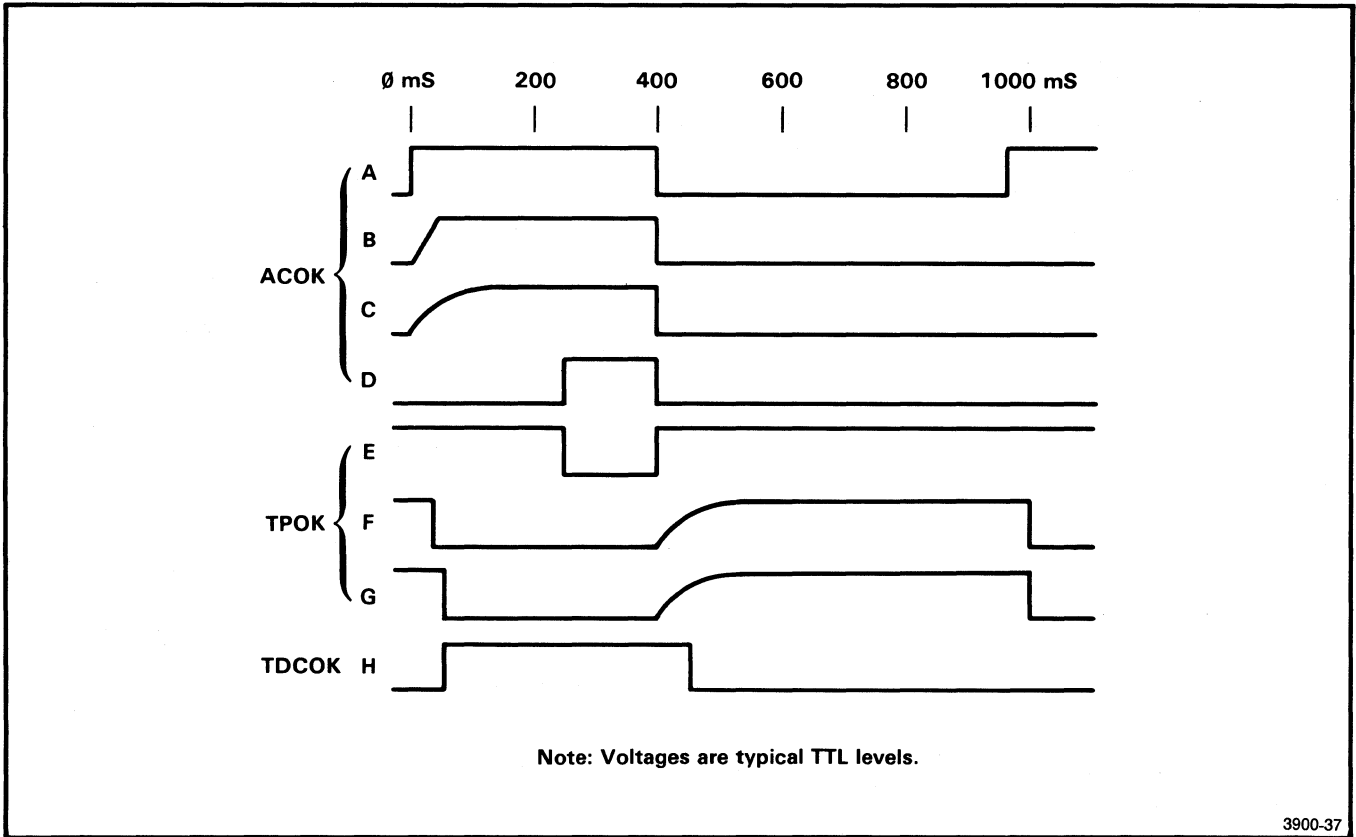 Ø mS 200 400 600 800 1000 mS
A
B
ACOK
C
D
E
TPOK F
G
TDCOK H
Note: Voltages are typical TTL levels.
3900-37